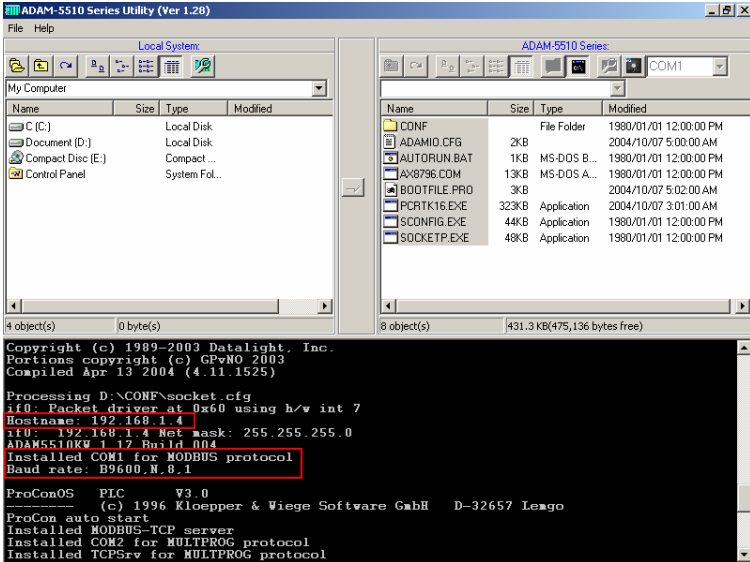 ADAM-5510 Series Utility (Ver 1.28)
File Help
Local System:
My Computer
Name Size Type Modified
C (C:) Local Disk
Document (D:) Local Disk
Compact Disc (E:) Compact ...
Control Panel System Fol...
4 object(s) 0 byte(s)
ADAM-5510 Series:
COM1
Name Size Type Modified
CONF File Folder 1980/01/01 12:00:00 PM
ADAMIO.CFG 2KB 2004/10/07 5:00:00 AM
AUTORUN.BAT 1KB MS-DOS B... 1980/01/01 12:00:00 PM
AX8796.COM 13KB MS-DOS A... 1980/01/01 12:00:00 PM
BOOTFILE.PRO 3KB 2004/10/07 5:02:00 AM
PCRTK16.EXE 323KB Application 2004/10/07 3:01:00 AM
SCONFIG.EXE 44KB Application 1980/01/01 12:00:00 PM
SOCKETP.EXE 48KB Application 1980/01/01 12:00:00 PM
8 object(s) 431.3 KB(475,136 bytes free)
Copyright (c) 1989-2003 Datalight, Inc.
Portions copyright (c) GPvNO 2003
Compiled Apr 13 2004 (4.11.1525)
Processing D:\CONF\socket.cfg
if0: Packet driver at 0x60 using h/w int 7
Hostname: 192.168.1.4
if0: 192.168.1.4 Net mask: 255.255.255.0
ADAM5510KW 1.17 Build 004
Installed COM1 for MODBUS protocol
Baud rate: B9600,N,8,1
ProConOS PLC V3.0
-------- (c) 1996 Kloepper & Wiege Software GmbH D-32657 Lemgo
ProCon auto start
Installed MODBUS-TCP server
Installed COM2 for MULTPROG protocol
Installed TCPSrv for MULTPROG protocol